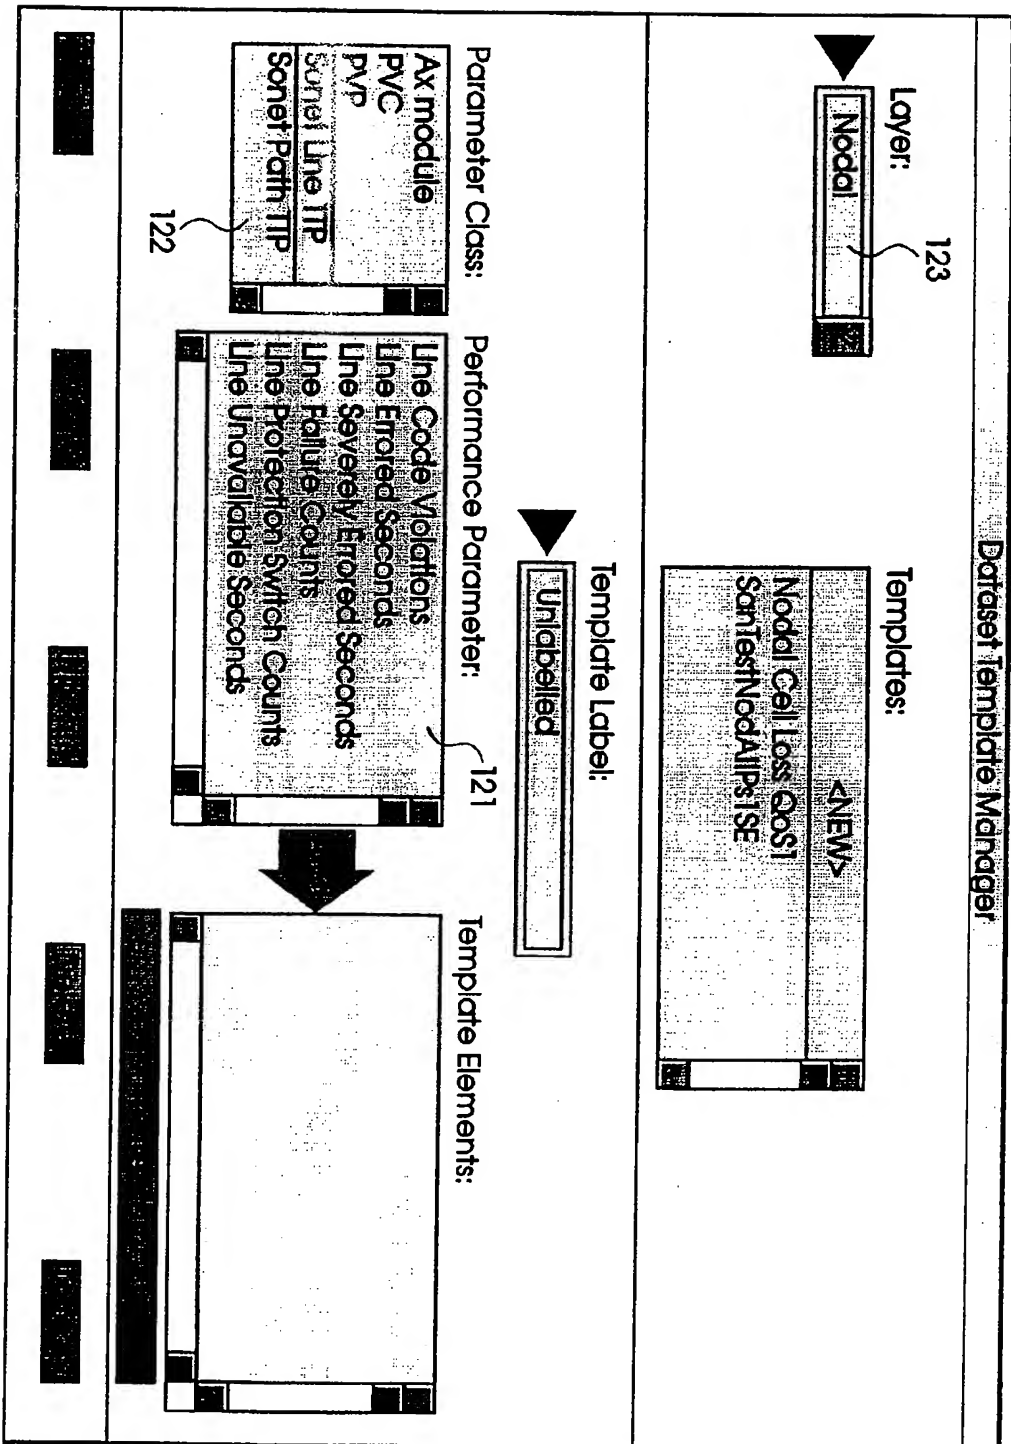 Dataset Template Manager
Layer:
Nodal
123
Templates:
<NEW>
Nodal Cell Loss QoS1
SanTestNodAllPs1SE
Template Label:
Unlabelled
Parameter Class:
Ax module
PVC
PVP
Sonet Line TTP
Sonet Path TTP
122
Performance Parameter:
Line Code Violations
Line Errored Seconds
Line Severely Errored Seconds
Line Failure Counts
Line Protection Switch Counts
Line Unavailable Seconds
121
Template Elements: